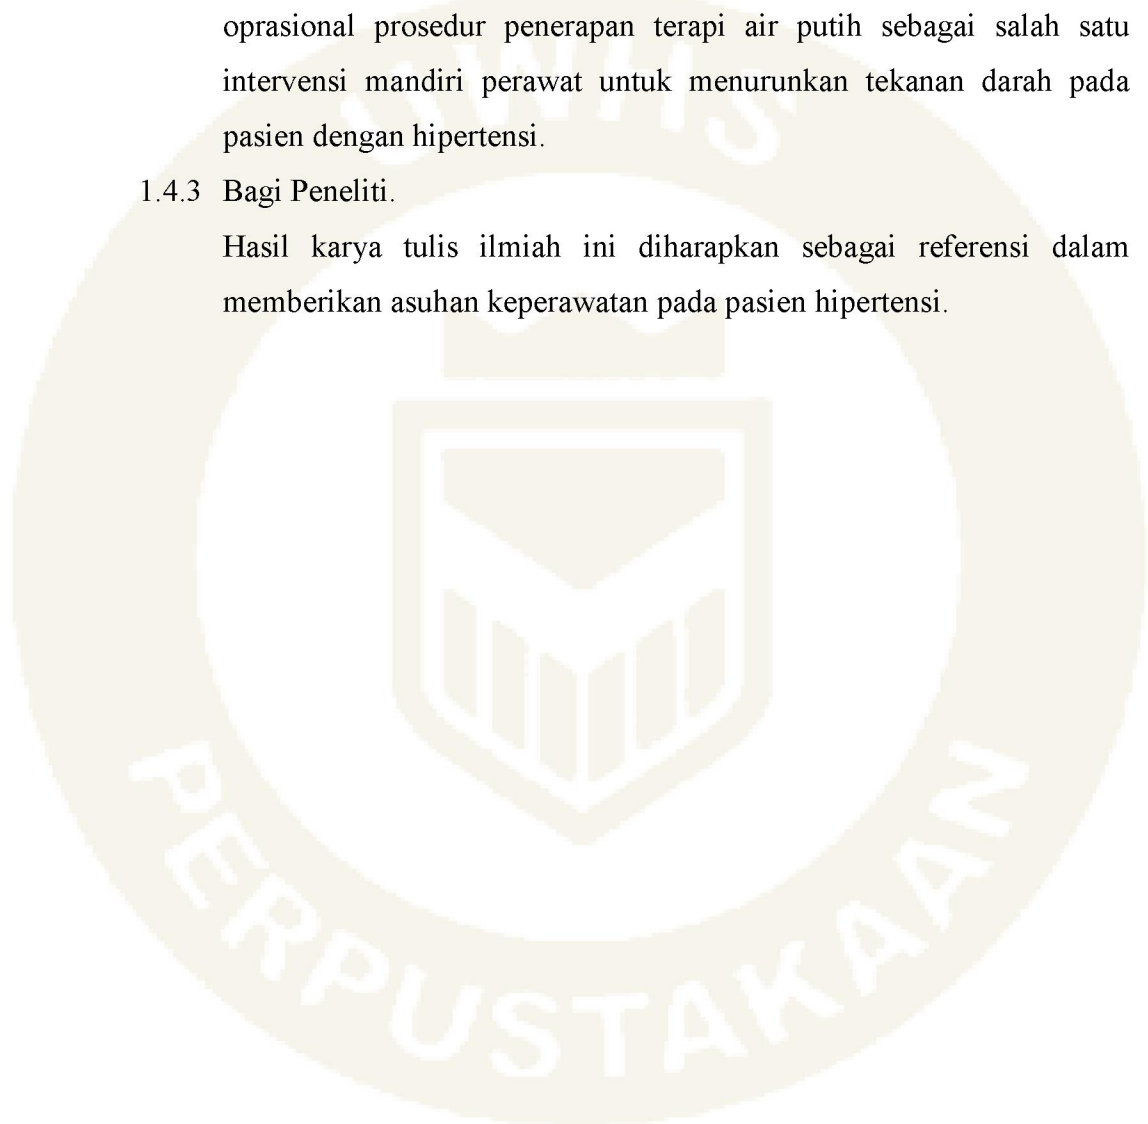 oprasional prosedur penerapan terapi air putih sebagai salah satu
intervensi mandiri perawat untuk menurunkan tekanan darah pada
pasien dengan hipertensi.
1.4.3 Bagi Peneliti.
Hasil karya tulis ilmiah ini diharapkan sebagai referensi dalam
memberikan asuhan keperawatan pada pasien hipertensi.
UWHS
PERPUSTAKAAN